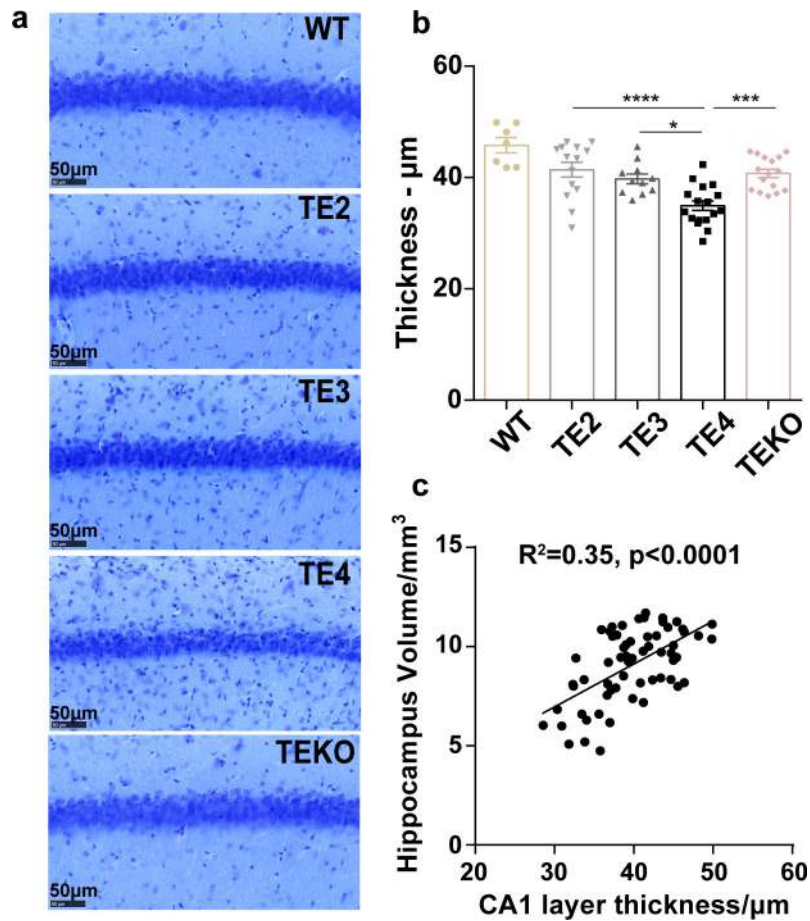 a
WT
50μm
TE2
50μm
TE3
50μm
TE4
50μm
TEKO
50μm
b
Thickness - μm
60
40
20
0
****
***
*
WT
TE2
TE3
TE4
TEKO
c
Hippocampus Volume/mm³
R²=0.35, p<0.0001
15
10
5
0
20
30
40
50
60
CA1 layer thickness/μm